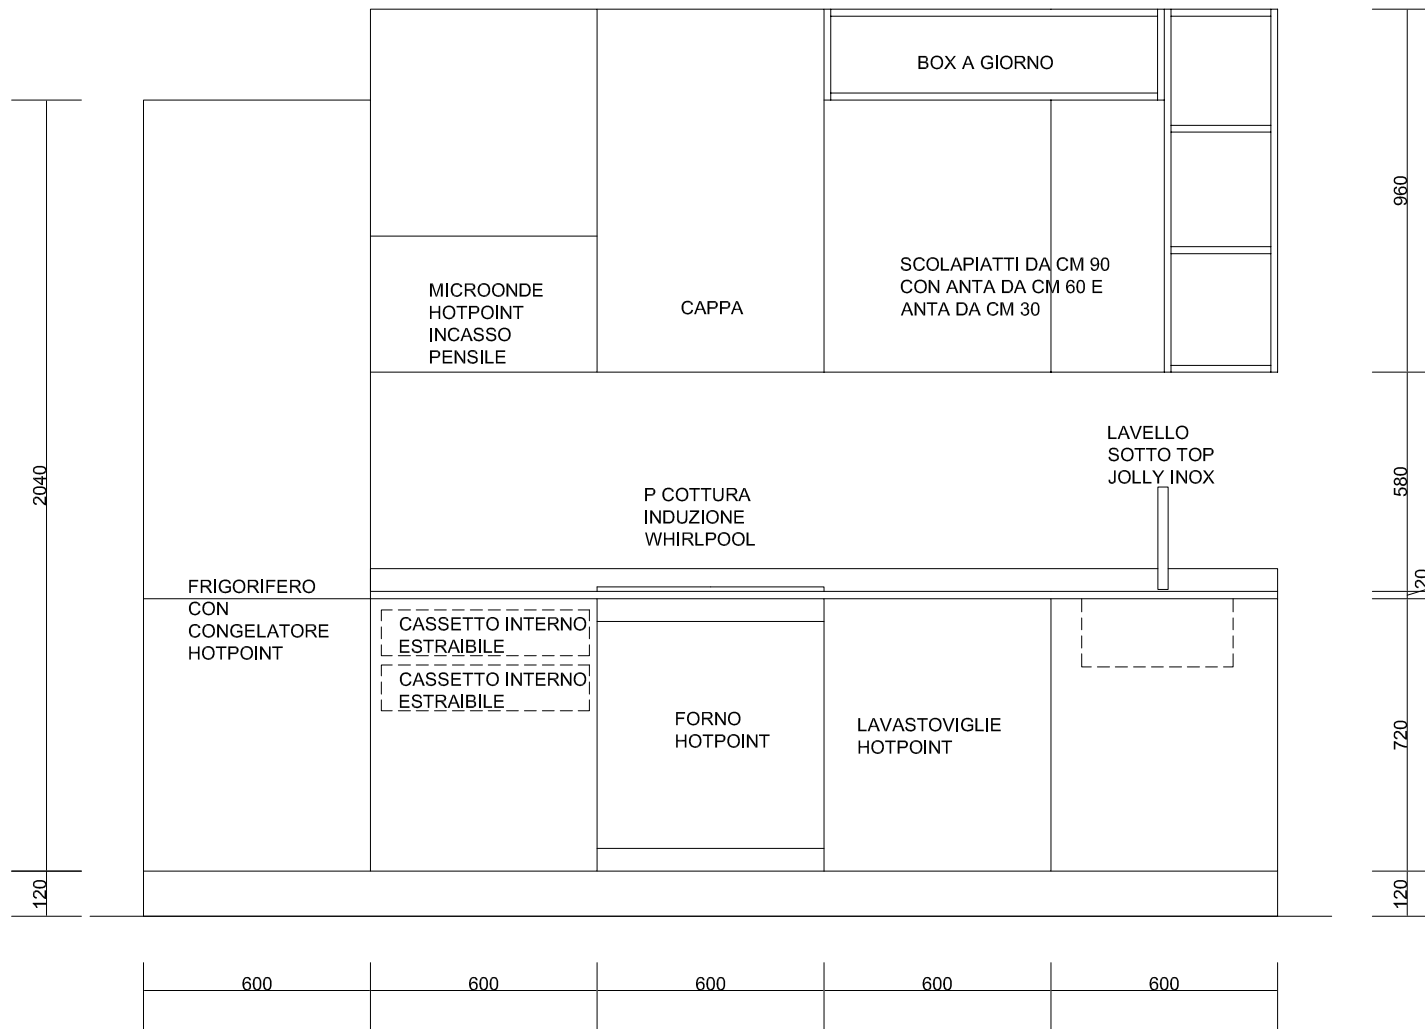 BOX A GIORNO
SCOLAPIATTI DA CM 90
CON ANTA DA CM 60 E
ANTA DA CM 30
MICROONDE
HOTPOINT
INCASSO
PENSILE
CAPPA
LAVELLO
SOTTO TOP
JOLLY INOX
P COTTURA
INDUZIONE
WHIRLPOOL
FRIGORIFERO
CON
CONGELATORE
HOTPOINT
CASSETTO INTERNO
ESTRAIBILE
CASSETTO INTERNO
ESTRAIBILE
FORNO
HOTPOINT
LAVASTOVIGLIE
HOTPOINT
2040
120
960
580
20
720
120
600
600
600
600
600